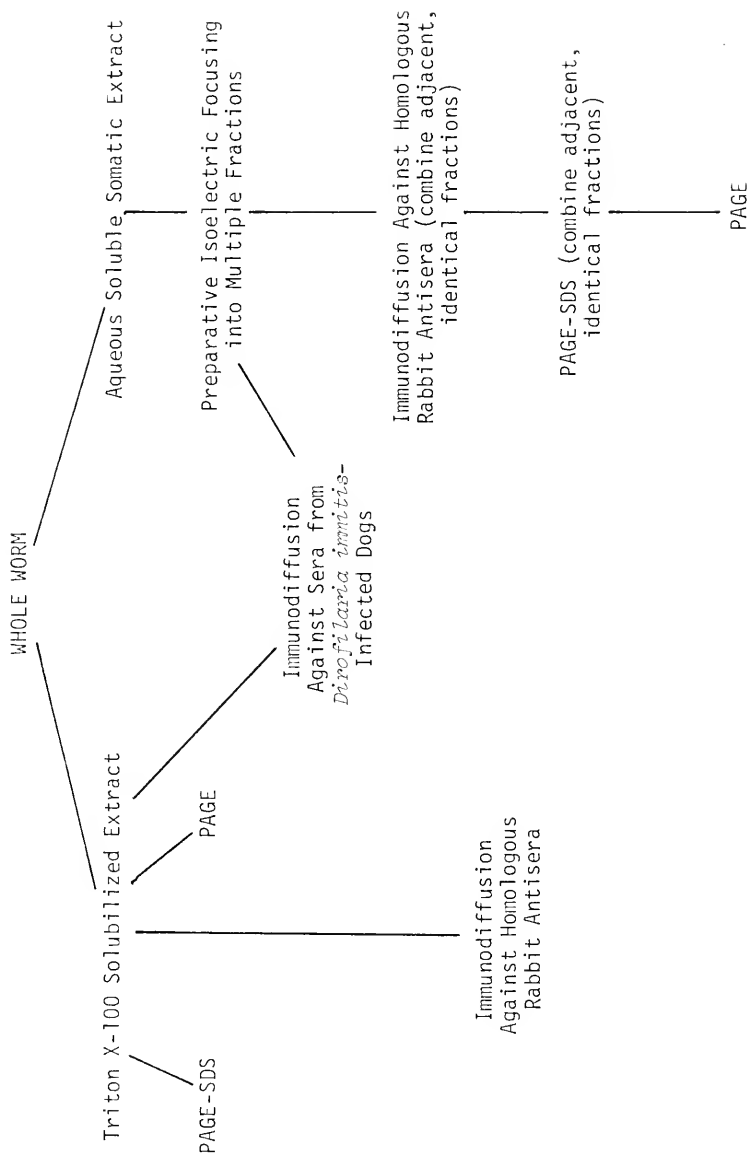 WHOLE WORM
Triton X-100 Solubilized Extract
Aqueous Soluble Somatic Extract
PAGE-SDS
PAGE
Preparative Isoelectric Focusing
into Multiple Fractions
Immunodiffusion
Against Sera from
Dirofilaria immitis-
Infected Dogs
Immunodiffusion Against Homologous
Rabbit Antisera (combine adjacent,
identical fractions)
Immunodiffusion
Against Homologous
Rabbit Antisera
PAGE-SDS (combine adjacent,
identical fractions)
PAGE